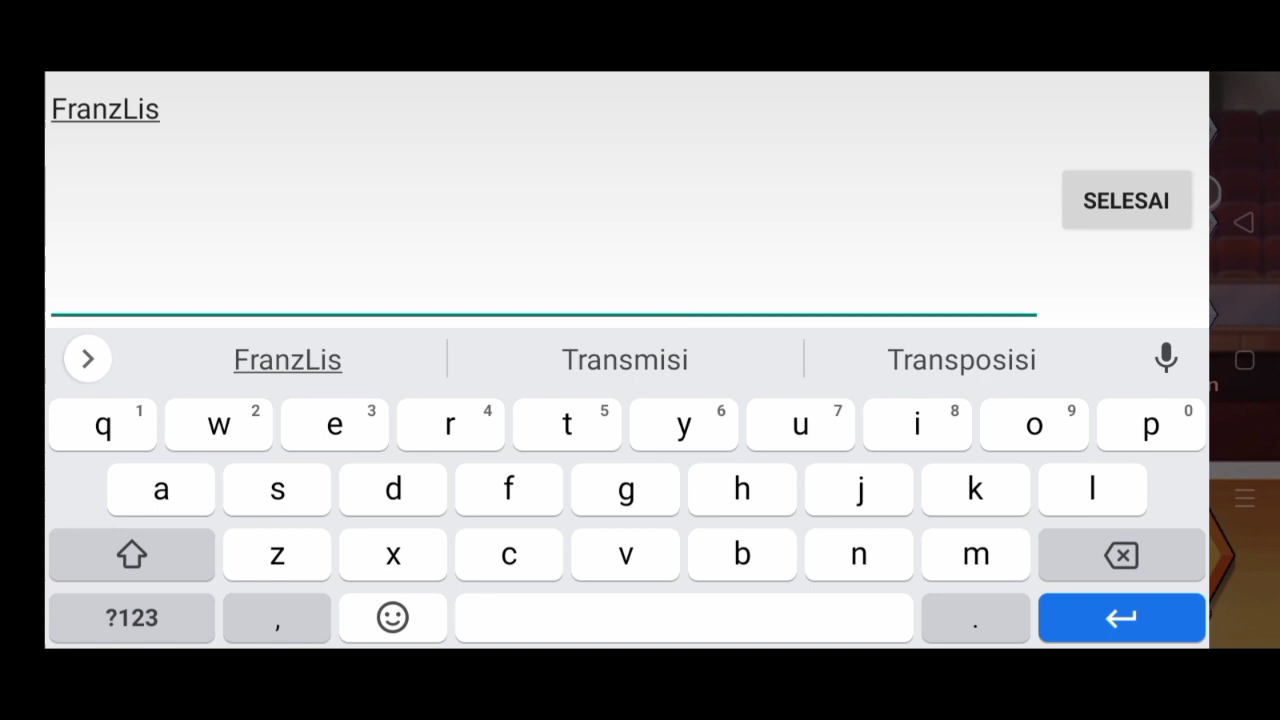 FranzLis
SELESAI
FranzLis Transmisi Transposisi
q 1 w 2 e 3 r 4 t 5 y 6 u 7 i 8 o 9 p 0
a s d f g h j k l
z x c v b n m
?123 , .
n